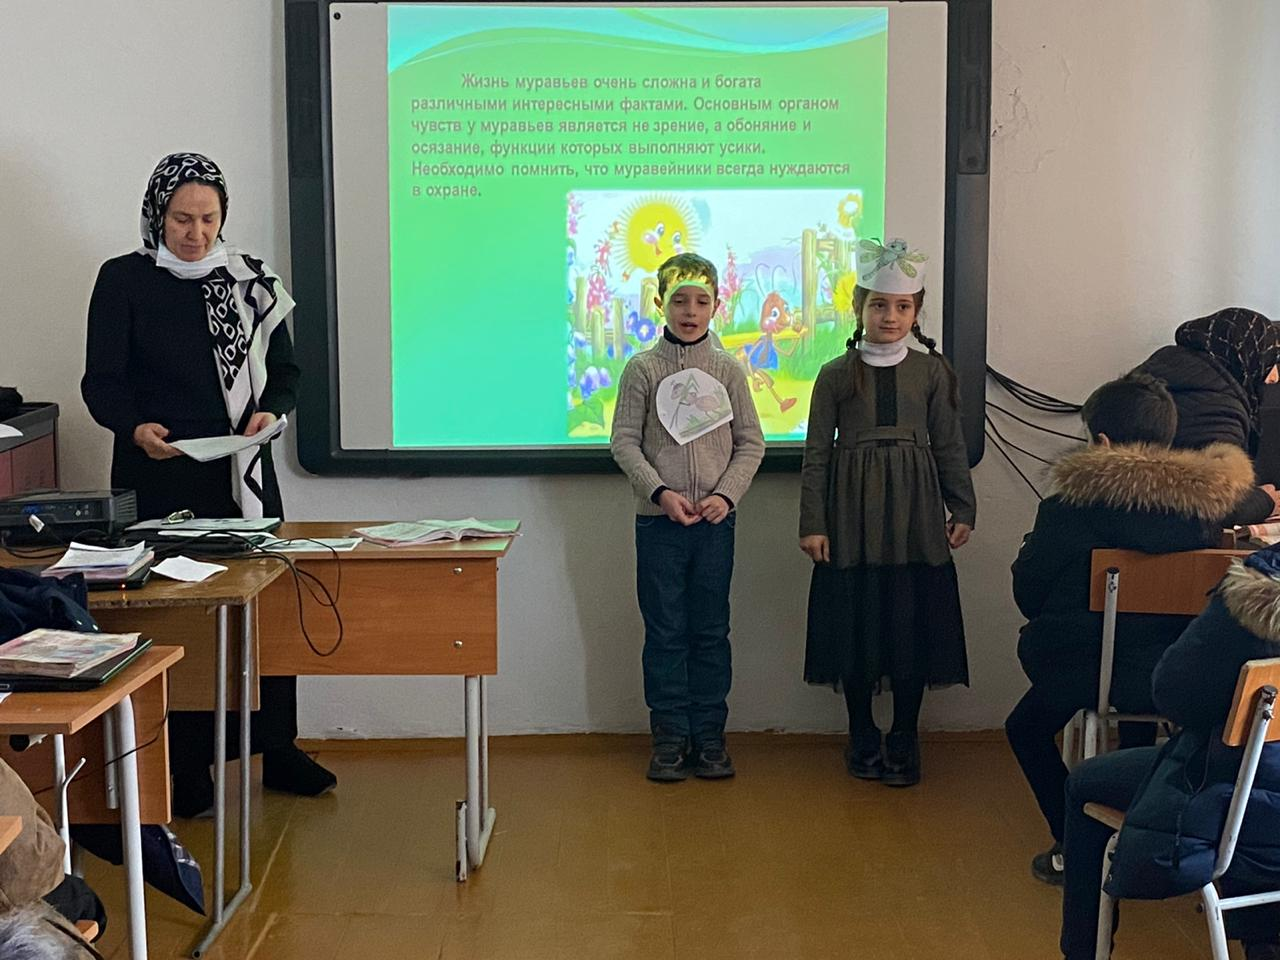 Жизнь муравьев очень сложна и богата
различными интересными фактами. Основным органом
чувств у муравьев является не зрение, а обоняние и
осязание, функции которых выполняют усики.
Необходимо помнить, что муравейники всегда нуждаются
в охране.